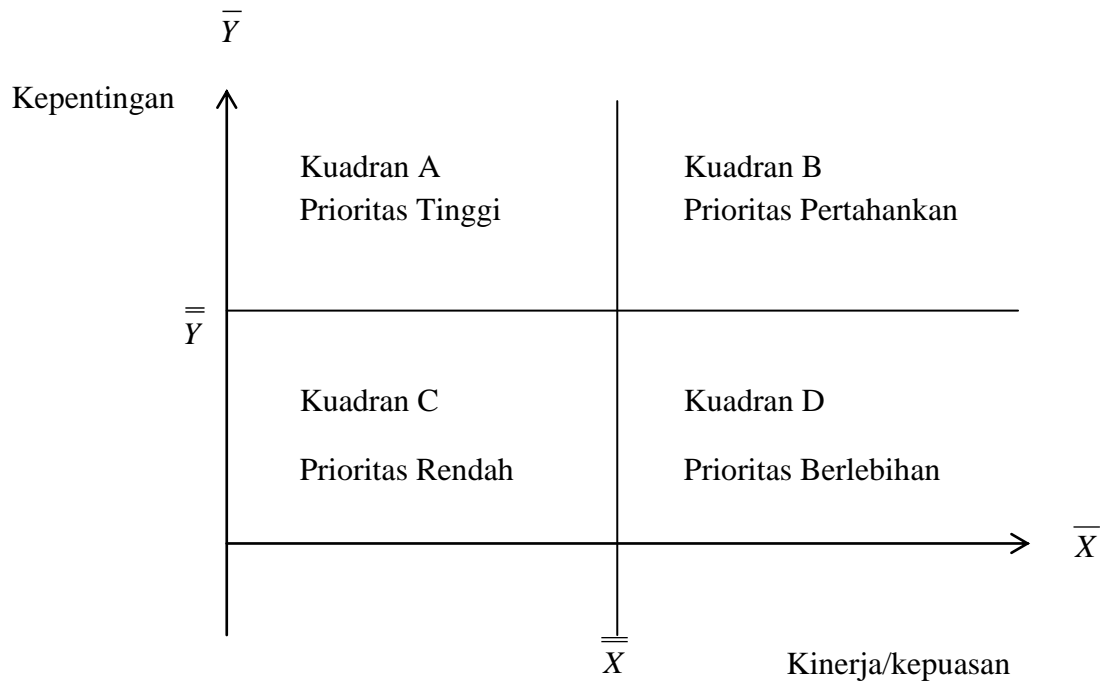 Y̅
Kepentingan
Kuadran A
Prioritas Tinggi
Kuadran B
Prioritas Pertahankan
Y̿
Kuadran C
Prioritas Rendah
Kuadran D
Prioritas Berlebihan
X̅
X̿
Kinerja/kepuasan